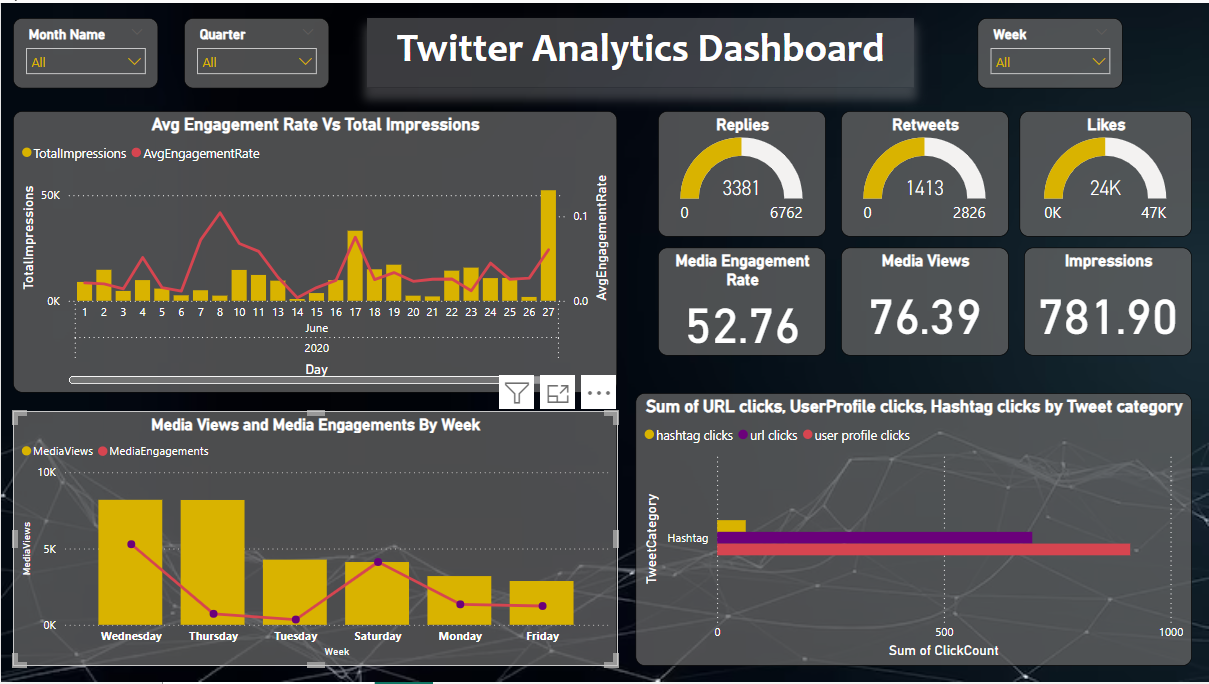 Month Name
All
Quarter
All
Twitter Analytics Dashboard
Week
All
Avg Engagement Rate Vs Total Impressions
TotalImpressions AvgEngagementRate
TotalImpressions
50K
0K
AvgEngagementRate
0.1
0.0
1 2 3 4 5 6 7 8 10 11 13 14 15 16 17 18 19 20 21 22 23 24 25 26 27
June
2020
Day
Replies
3381
0 6762
Retweets
1413
0 2826
Likes
24K
0K 47K
Media Engagement
Rate
52.76
Media Views
76.39
Impressions
781.90
Media Views and Media Engagements By Week
MediaViews MediaEngagements
MediaViews
10K
5K
0K
Wednesday Thursday Tuesday Saturday Monday Friday
Week
Sum of URL clicks, UserProfile clicks, Hashtag clicks by Tweet category
hashtag clicks url clicks user profile clicks
TweetCategory
Hashtag
0 500 1000
Sum of ClickCount